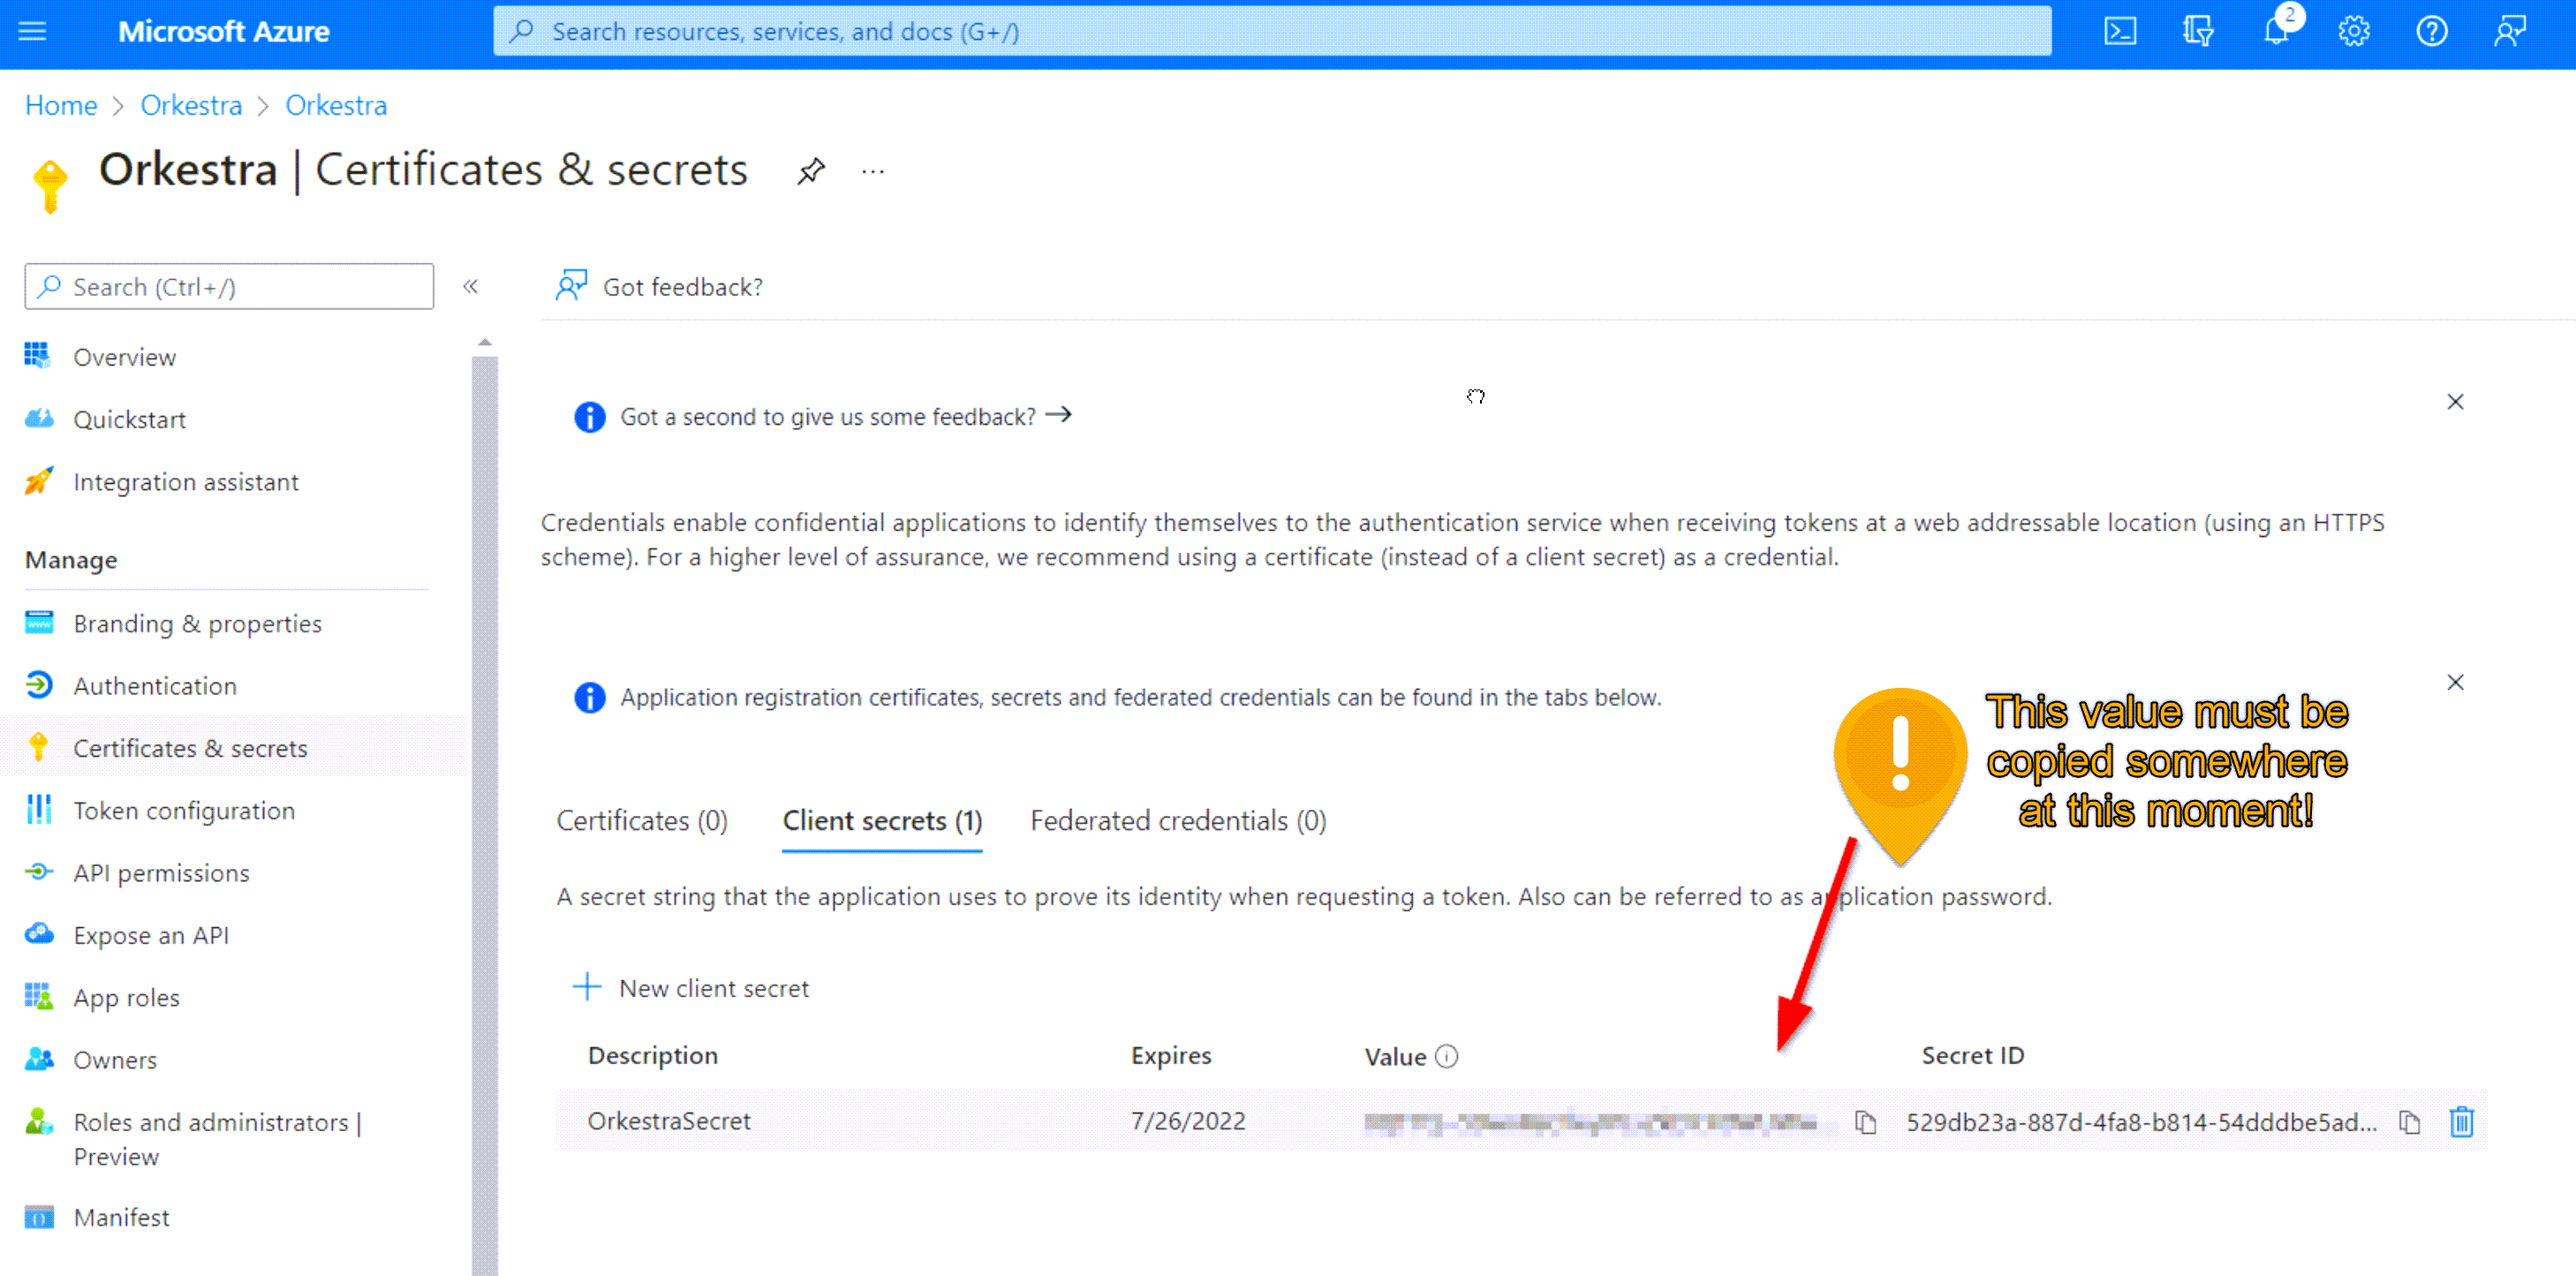 Microsoft Azure
Search resources, services, and docs (G+/)
2
Home > Orkestra > Orkestra
Orkestra | Certificates & secrets
...
Search (Ctrl+/)
«
Got feedback?
Overview
Quickstart
Integration assistant
Manage
Branding & properties
Authentication
Certificates & secrets
Token configuration
API permissions
Expose an API
App roles
Owners
Roles and administrators |
Preview
Manifest
Got a second to give us some feedback? →
Credentials enable confidential applications to identify themselves to the authentication service when receiving tokens at a web addressable location (using an HTTPS
scheme). For a higher level of assurance, we recommend using a certificate (instead of a client secret) as a credential.
Application registration certificates, secrets and federated credentials can be found in the tabs below.
This value must be
copied somewhere
at this moment!
Certificates (0) Client secrets (1) Federated credentials (0)
A secret string that the application uses to prove its identity when requesting a token. Also can be referred to as application password.
+ New client secret
Description Expires Value Secret ID
OrkestraSecret 7/26/2022 529db23a-887d-4fa8-b814-54dddbe5ad...